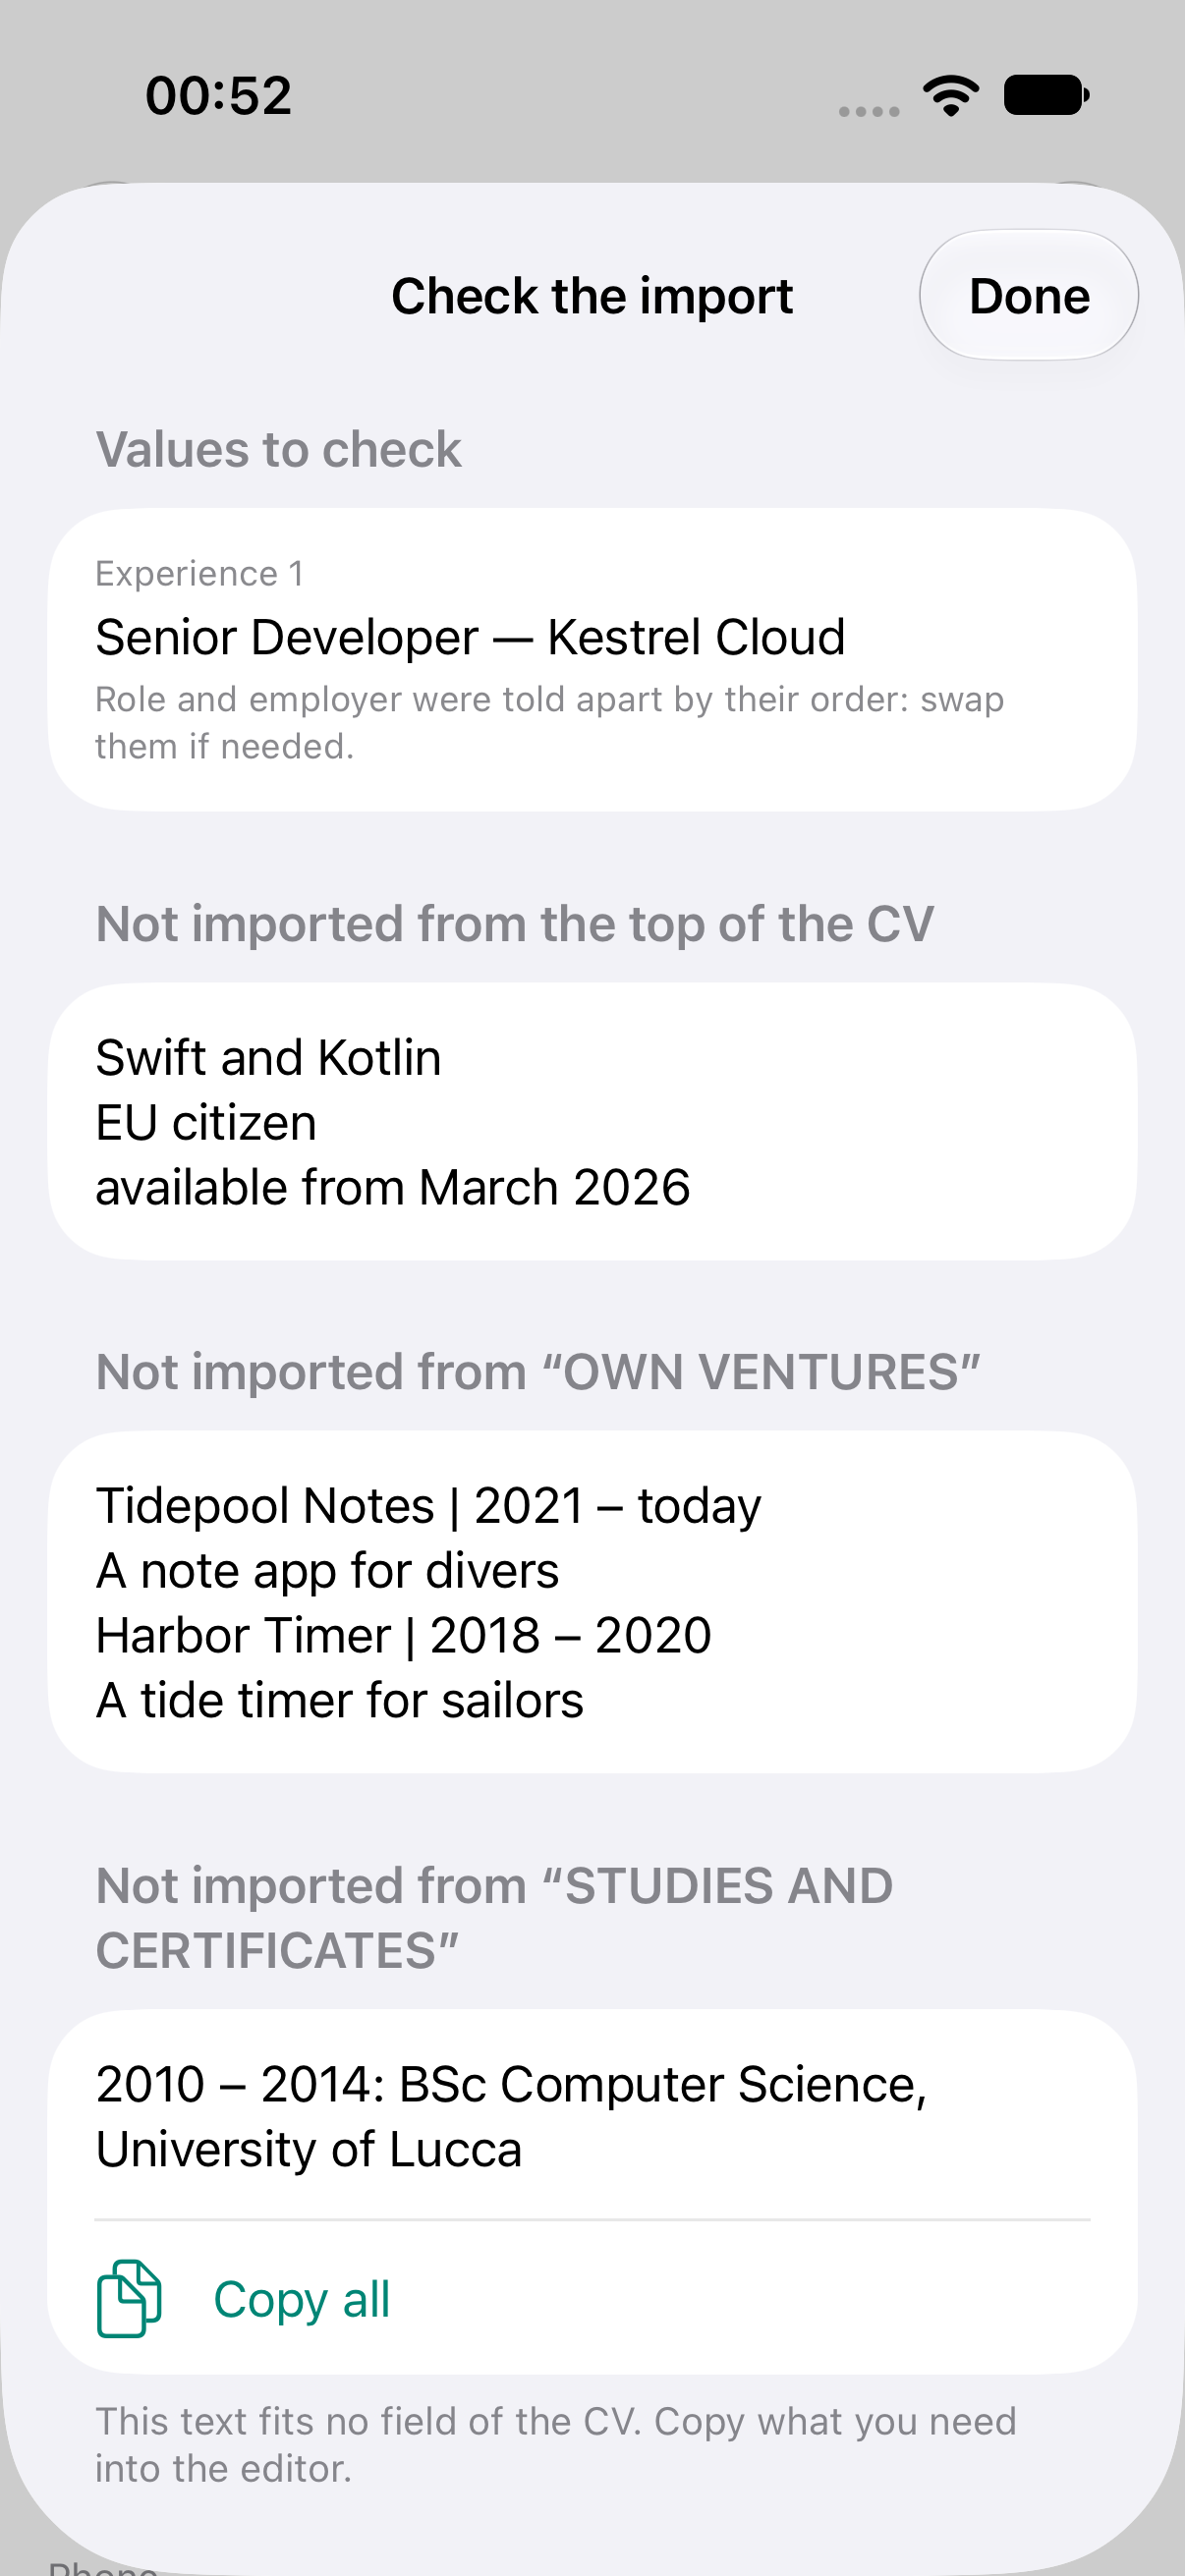 00:52
Check the import
Done
Values to check
Experience 1
Senior Developer — Kestrel Cloud
Role and employer were told apart by their order: swap
them if needed.
Not imported from the top of the CV
Swift and Kotlin
EU citizen
available from March 2026
Not imported from “OWN VENTURES”
Tidepool Notes | 2021 – today
A note app for divers
Harbor Timer | 2018 – 2020
A tide timer for sailors
Not imported from “STUDIES AND
CERTIFICATES”
2010 – 2014: BSc Computer Science,
University of Lucca
Copy all
This text fits no field of the CV. Copy what you need
into the editor.
Phone